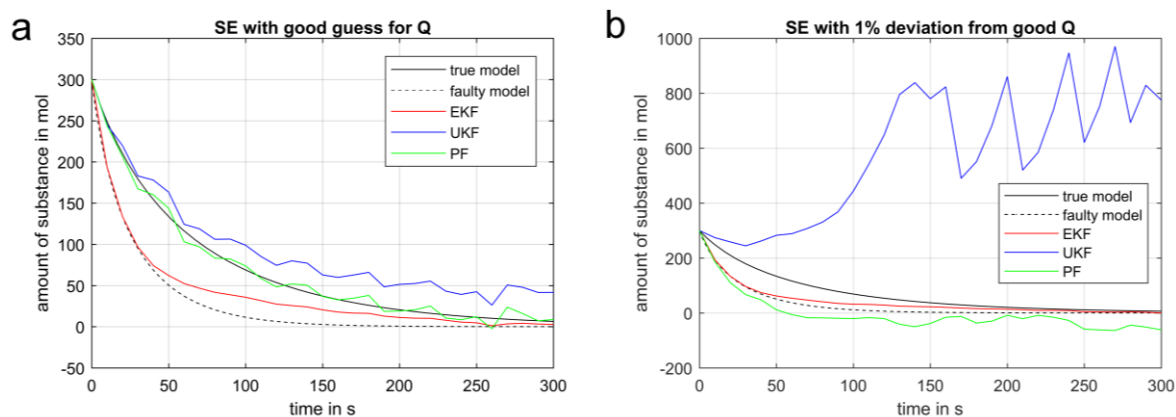 a
SE with good guess for Q
350
300
250
200
150
100
50
0
-50
amount of substance in mol
0 50 100 150 200 250 300
time in s
true model
faulty model
EKF
UKF
PF
b
SE with 1% deviation from good Q
1000
800
600
400
200
0
-200
amount of substance in mol
0 50 100 150 200 250 300
time in s
true model
faulty model
EKF
UKF
PF